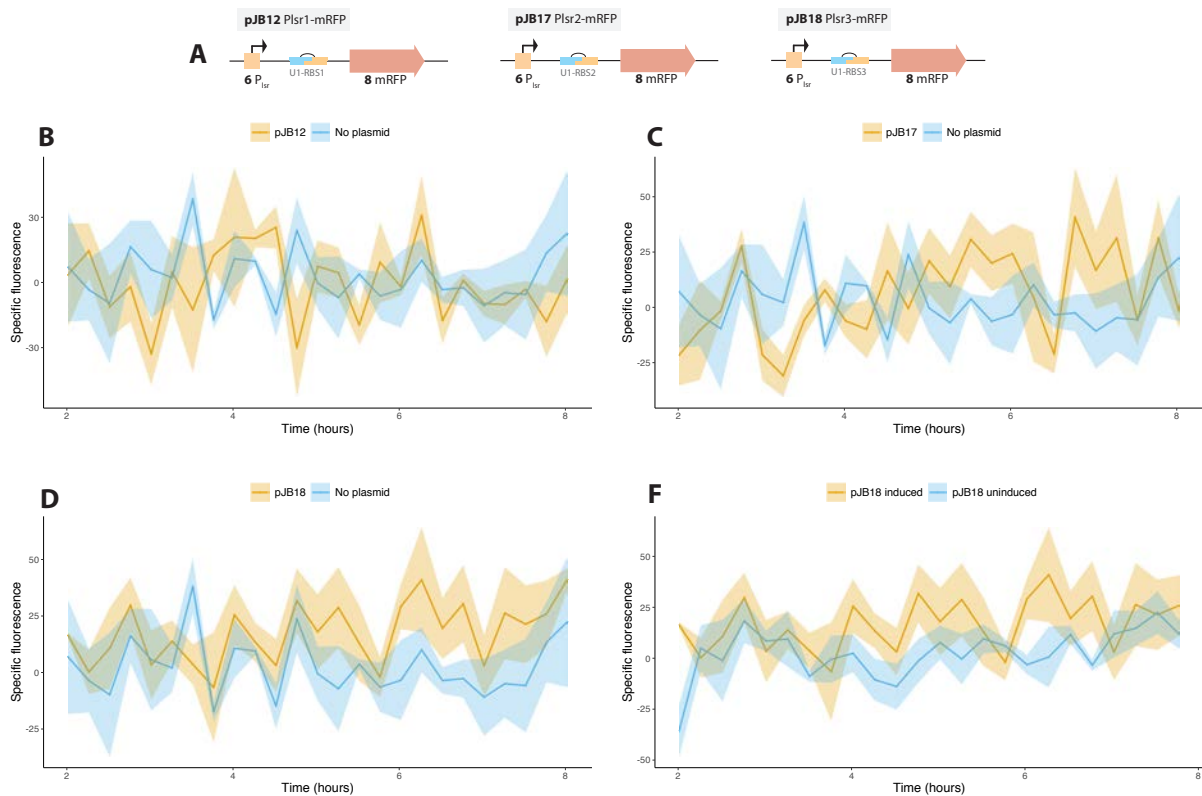 pJB12 Plsr1-mRFP
pJB17 Plsr2-mRFP
pJB18 Plsr3-mRFP
A
U1-RBS1
6 Plsr
8 mRFP
U1-RBS2
6 Plsr
8 mRFP
U1-RBS3
6 Plsr
8 mRFP
B
pJB12 No plasmid
Specific fluorescence
30
0
-30
2 4 6 8
Time (hours)
C
pJB17 No plasmid
Specific fluorescence
50
25
0
-25
2 4 6 8
Time (hours)
D
pJB18 No plasmid
Specific fluorescence
50
25
0
-25
2 4 6 8
Time (hours)
F
pJB18 induced pJB18 uninduced
Specific fluorescence
50
25
0
-25
-50
2 4 6 8
Time (hours)